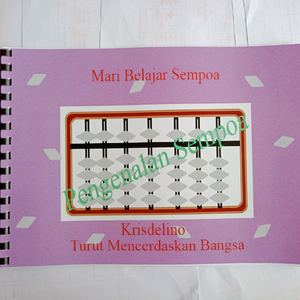 Mari Belajar Sempoa
Pengenalan Sempoa
Krisdelino
Turut Mencerdaskan Bangsa